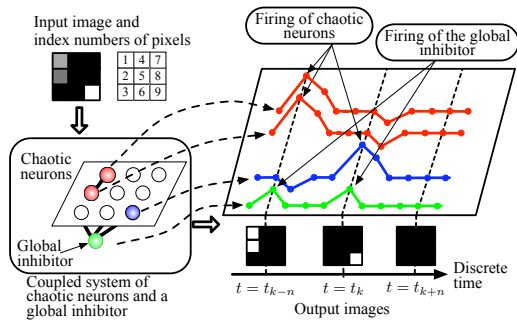 Input image and
index numbers of pixels
1 4 7
2 5 8
3 6 9
Firing of chaotic
neurons
Firing of the global
inhibitor
Chaotic
neurons
Global
inhibitor
Coupled system of
chaotic neurons and a
global inhibitor
t = t_{k−n}
t = t_k
t = t_{k+n}
Discrete
time
Output images